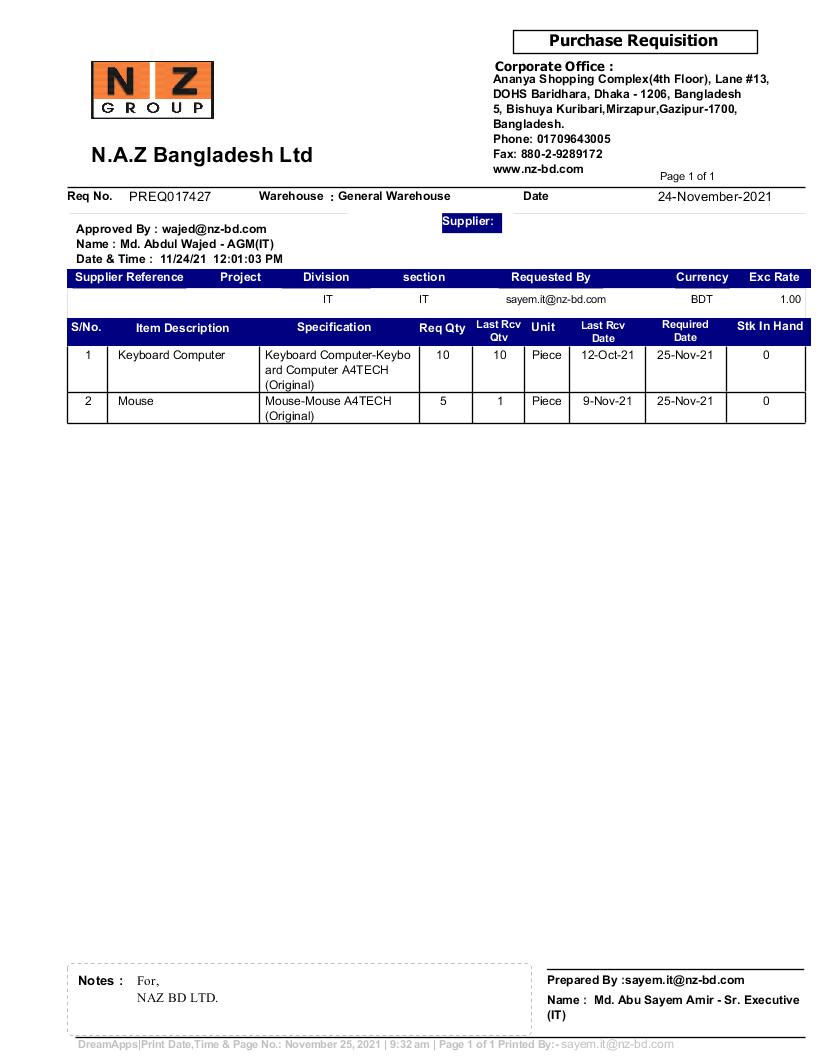 Purchase Requisition
N Z
GROUP
Corporate Office :
Ananya Shopping Complex(4th Floor), Lane #13,
DOHS Baridhara, Dhaka - 1206, Bangladesh
5, Bishuya Kuribari,Mirzapur,Gazipur-1700,
Bangladesh.
Phone: 01709643005
Fax: 880-2-9289172
www.nz-bd.com
N.A.Z Bangladesh Ltd
Page 1 of 1
Req No. PREQ017427 Warehouse : General Warehouse Date 24-November-2021
Supplier:
Approved By : wajed@nz-bd.com
Name : Md. Abdul Wajed - AGM(IT)
Date & Time : 11/24/21 12:01:03 PM
Supplier Reference Project Division section Requested By Currency Exc Rate
IT IT sayem.it@nz-bd.com BDT 1.00
S/No. Item Description Specification Req Qty Last Rcv Qty Unit Last Rcv Date Required Date Stk In Hand
1 Keyboard Computer Keyboard Computer-Keybo 10 10 Piece 12-Oct-21 25-Nov-21 0
ard Computer A4TECH
(Original)
2 Mouse Mouse-Mouse A4TECH 5 1 Piece 9-Nov-21 25-Nov-21 0
(Original)
Notes : For,
NAZ BD LTD.
Prepared By :sayem.it@nz-bd.com
Name : Md. Abu Sayem Amir - Sr. Executive
(IT)
DreamApps|Print Date,Time & Page No.: November 25, 2021 | 9:32 am | Page 1 of 1 Printed By:- sayem.it@nz-bd.com